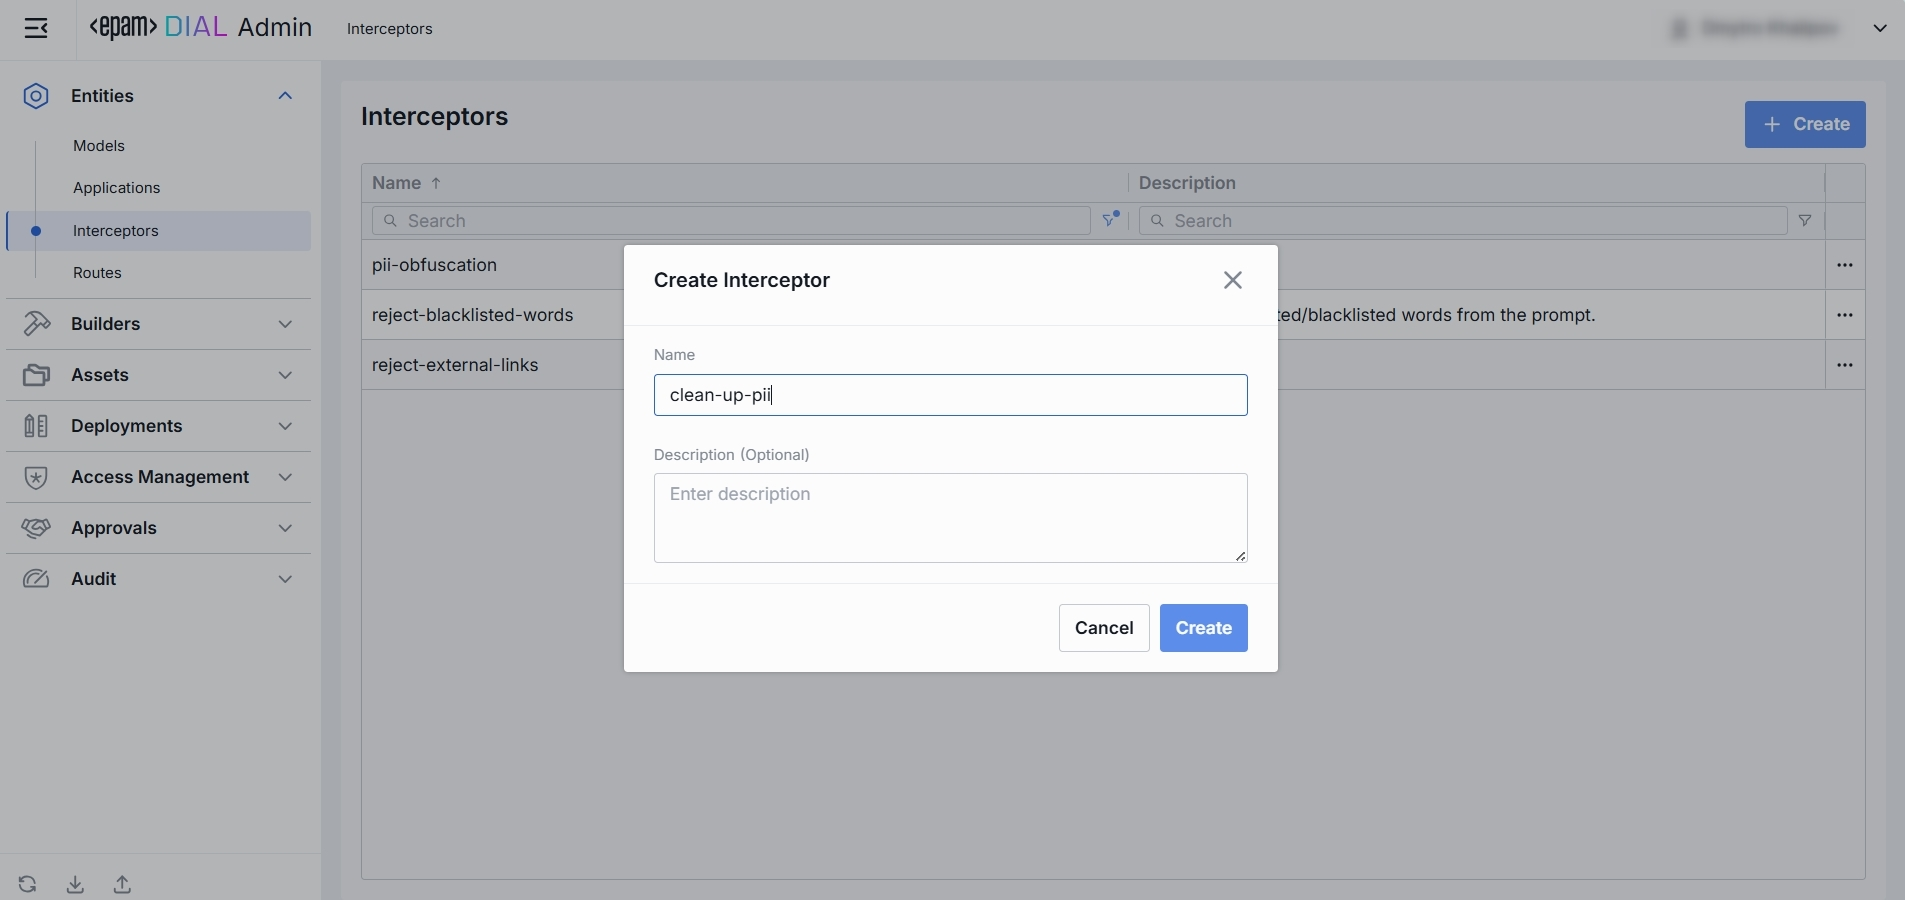 <epam> DIAL Admin
Interceptors
Entities
Models
Applications
Interceptors
Routes
Builders
Assets
Deployments
Access Management
Approvals
Audit
Interceptors
+ Create
Name ↑
Description
Search
Search
pii-obfuscation
reject-blacklisted-words
ted/blacklisted words from the prompt.
reject-external-links
Create Interceptor
Name
clean-up-pii
Description (Optional)
Enter description
Cancel
Create